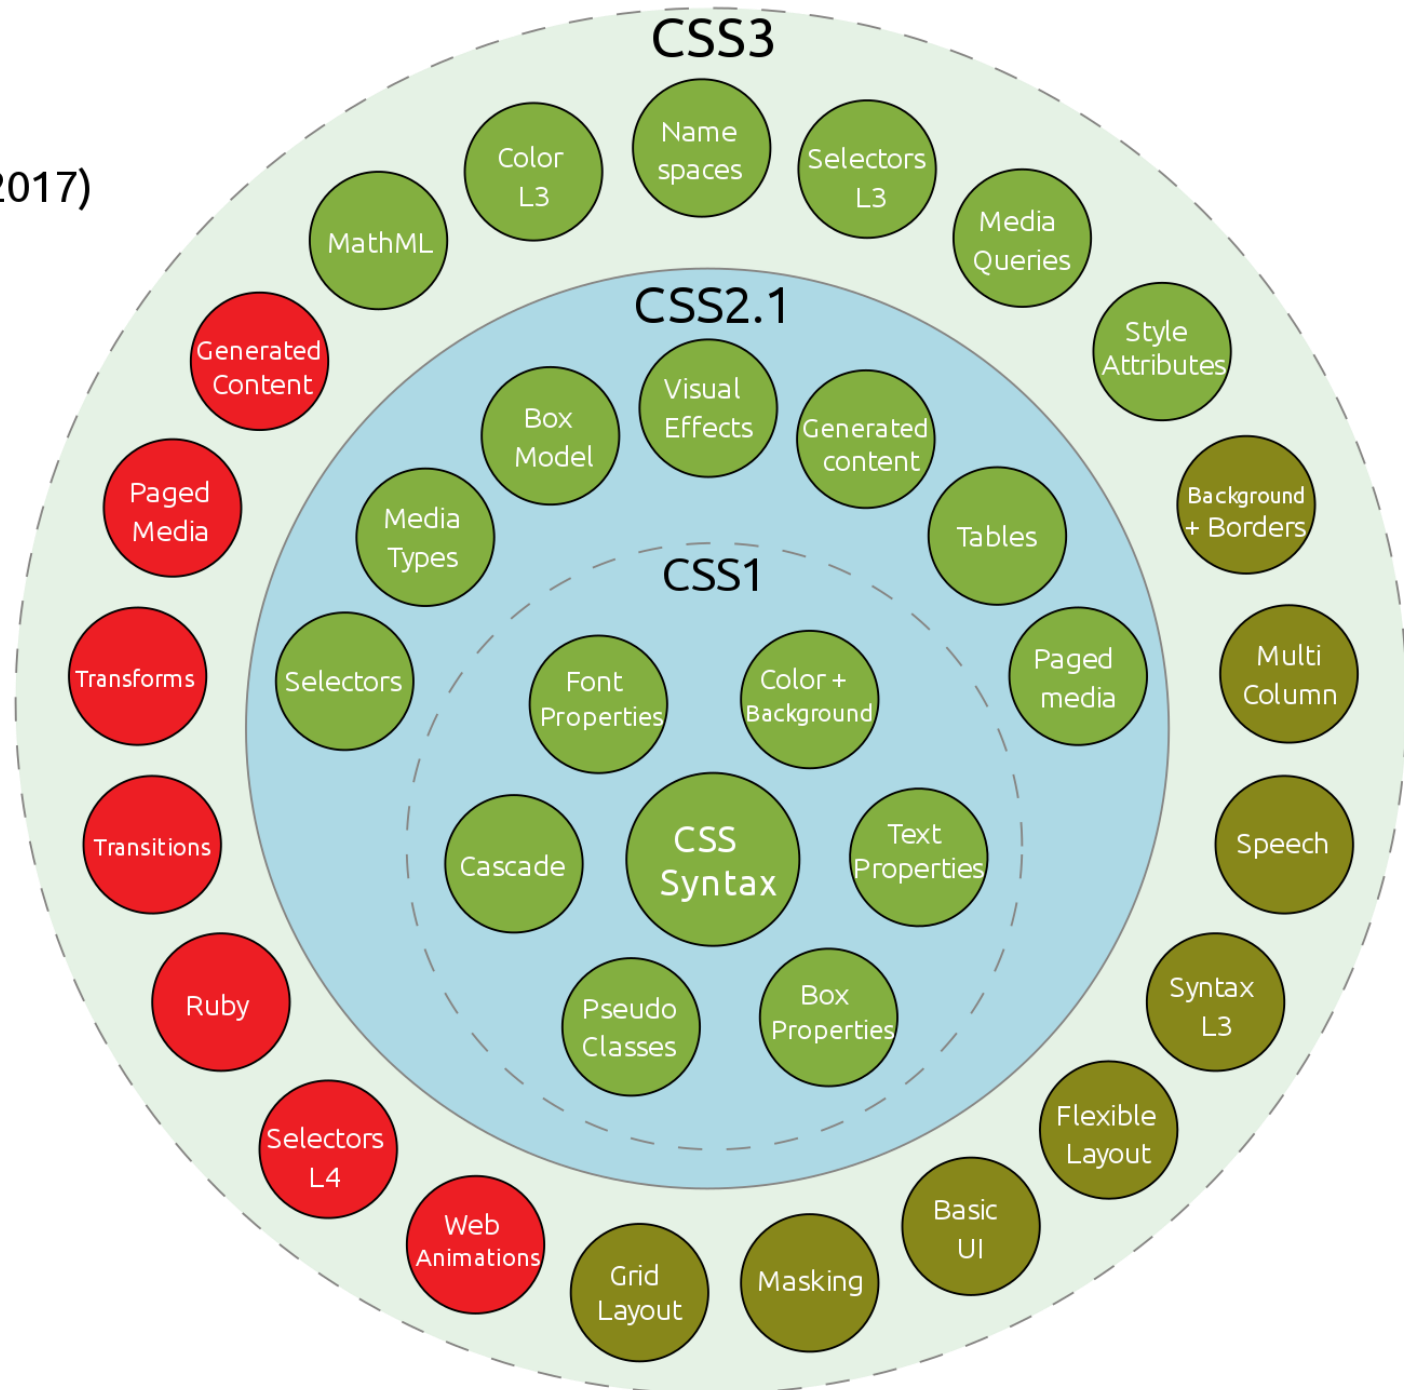 CSS3
2017)
Name
spaces
Selectors
L3
Media
Queries
Style
Attributes
Background
+ Borders
Multi
Column
Speech
Syntax
L3
Flexible
Layout
Basic
UI
Masking
Grid
Layout
Web
Animations
Selectors
L4
Ruby
Transitions
Transforms
Paged
Media
Generated
Content
MathML
Color
L3
CSS2.1
Selectors
Media
Types
Box
Model
Visual
Effects
Generated
content
Tables
Paged
media
CSS1
Font
Properties
Color +
Background
Text
Properties
Box
Properties
Pseudo
Classes
Cascade
CSS
Syntax